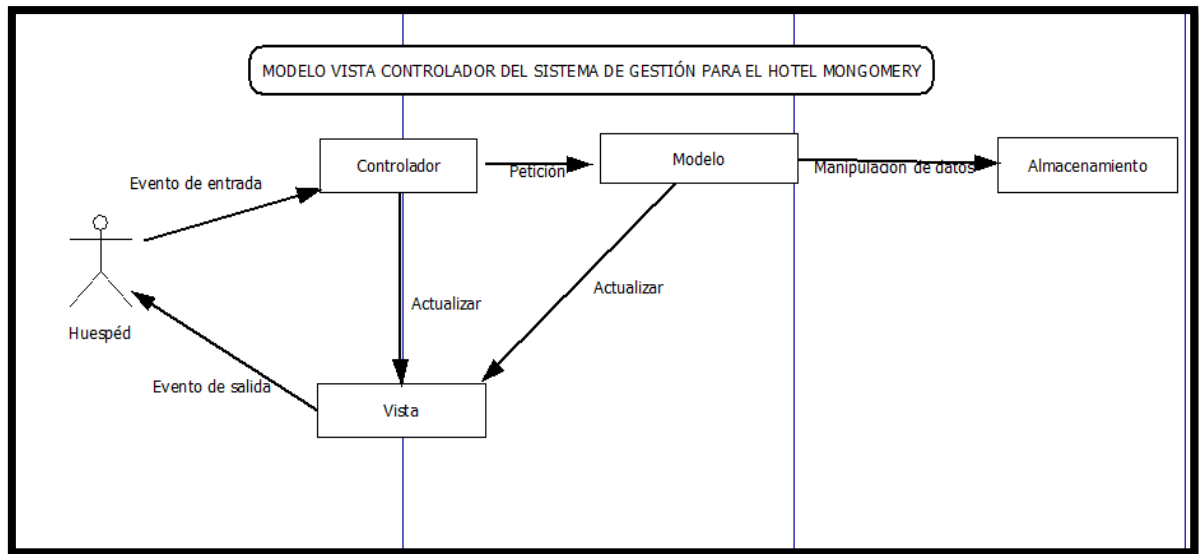 MODELO VISTA CONTROLADOR DEL SISTEMA DE GESTIÓN PARA EL HOTEL MONGOMERY
Controlador
Petición
Modelo
Manipulación de datos
Almacenamiento
Evento de entrada
Huespéd
Actualizar
Actualizar
Evento de salida
Vista